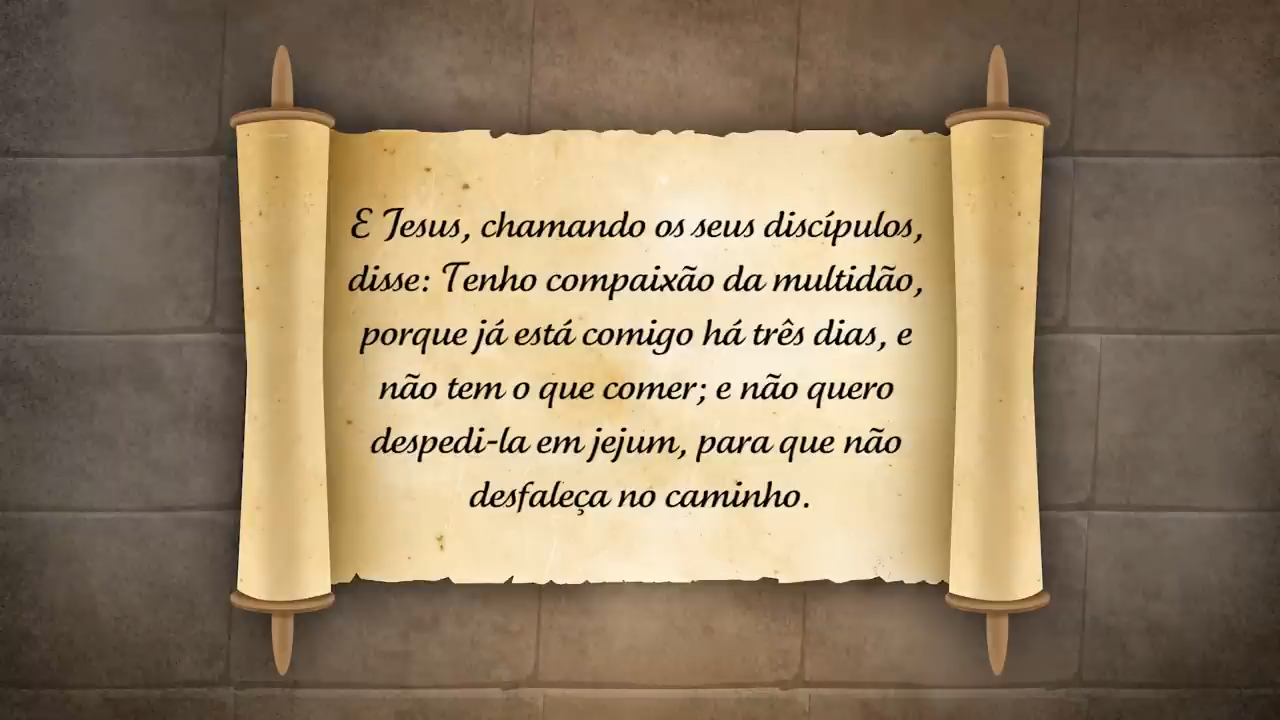 E Jesus, chamando os seus discípulos,
disse: Tenho compaixão da multidão,
porque já está comigo há três dias, e
não tem o que comer; e não quero
despedi-la em jejum, para que não
desfaleça no caminho.